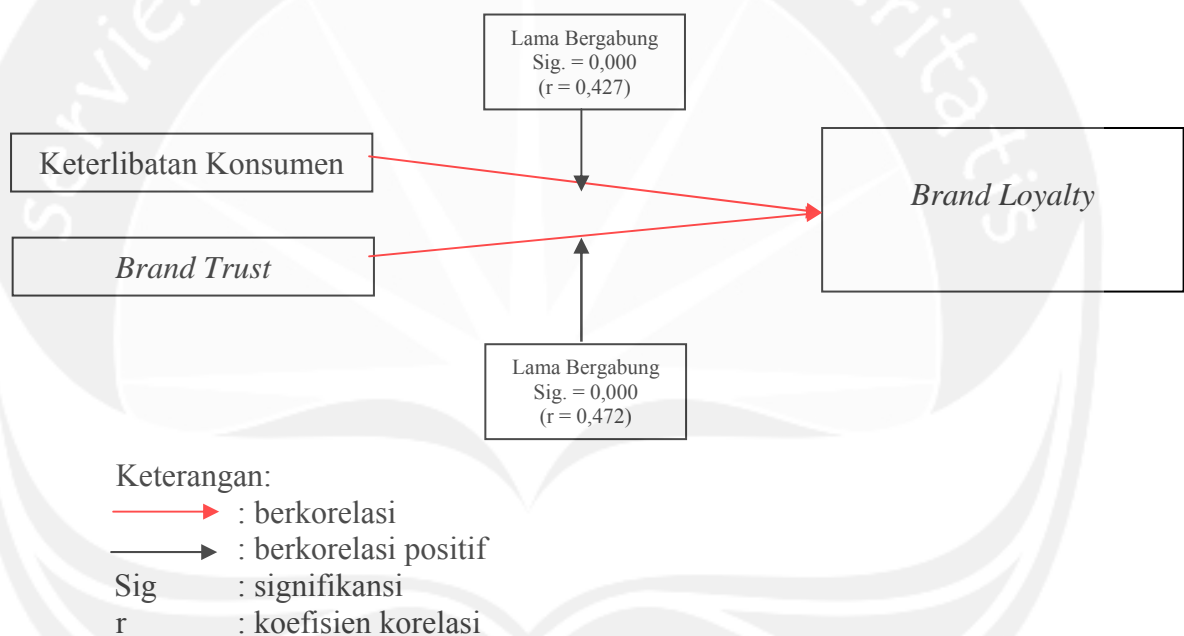 Lama Bergabung
Sig. = 0,000
(r = 0,427)
Keterlibatan Konsumen
Brand Loyalty
Brand Trust
Lama Bergabung
Sig. = 0,000
(r = 0,472)
Keterangan:
: berkorelasi
: berkorelasi positif
Sig : signifikansi
r : koefisien korelasi